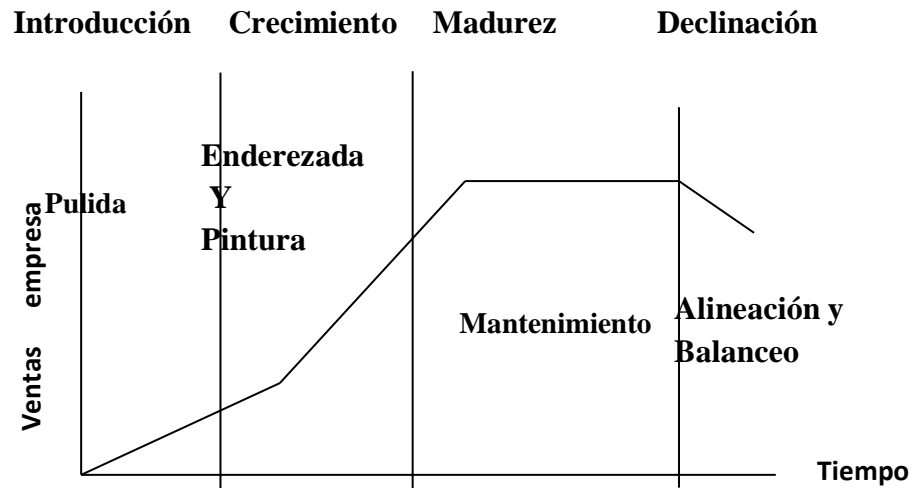 Introducción Crecimiento Madurez Declinación
Enderezada
Y
Pintura
Pulida
Ventas empresa
Mantenimiento
Alineación y
Balanceo
Tiempo